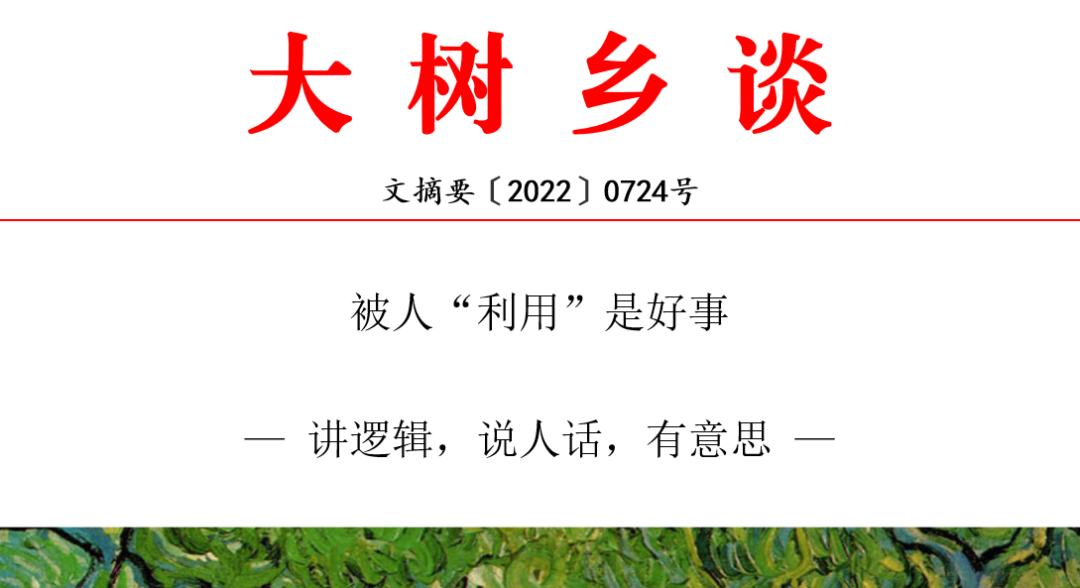 大树乡谈
文摘要〔2022〕0724号
被人“利用”是好事
— 讲逻辑，说人话，有意思 —